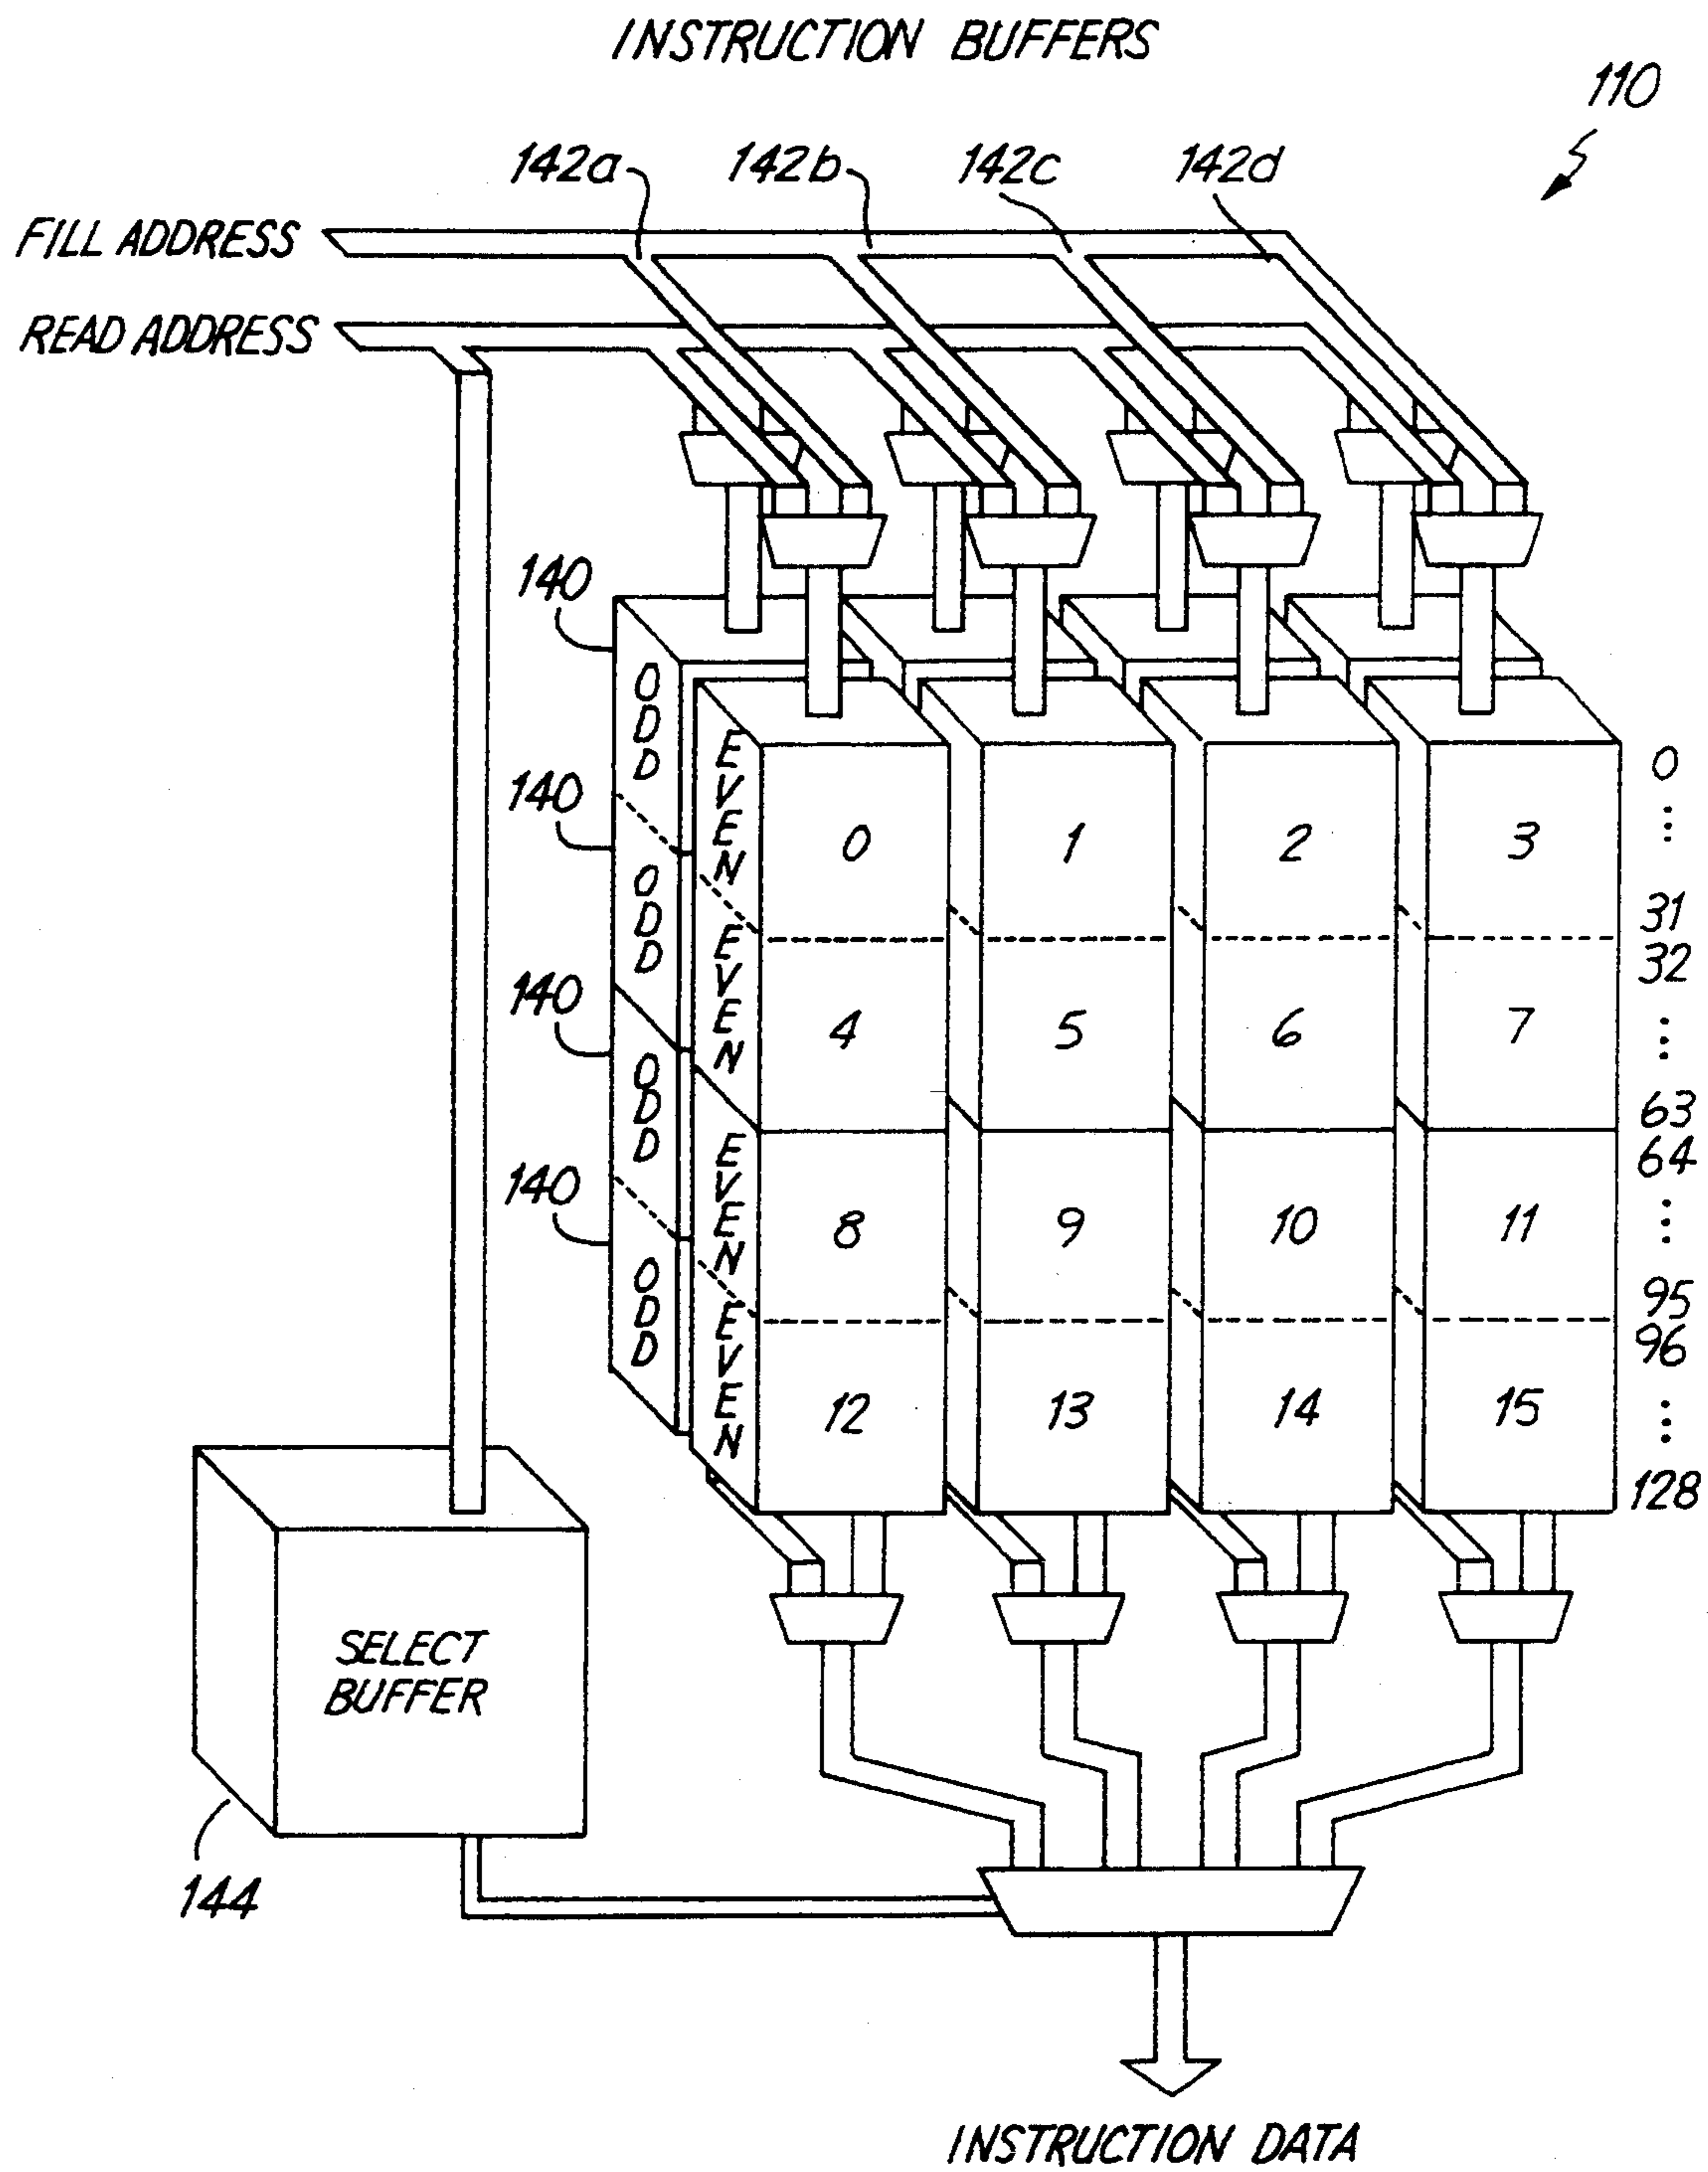 INSTRUCTION BUFFERS
110
142a 142b 142c 142d
FILL ADDRESS
READ ADDRESS
140
140
140
140
ODD
ODD
ODD
ODD
EVEN
EVEN
EVEN
EVEN
0 1 2 3
4 5 6 7
8 9 10 11
12 13 14 15
0
...
31
32
...
63
64
...
95
96
...
128
SELECT
BUFFER
144
INSTRUCTION DATA